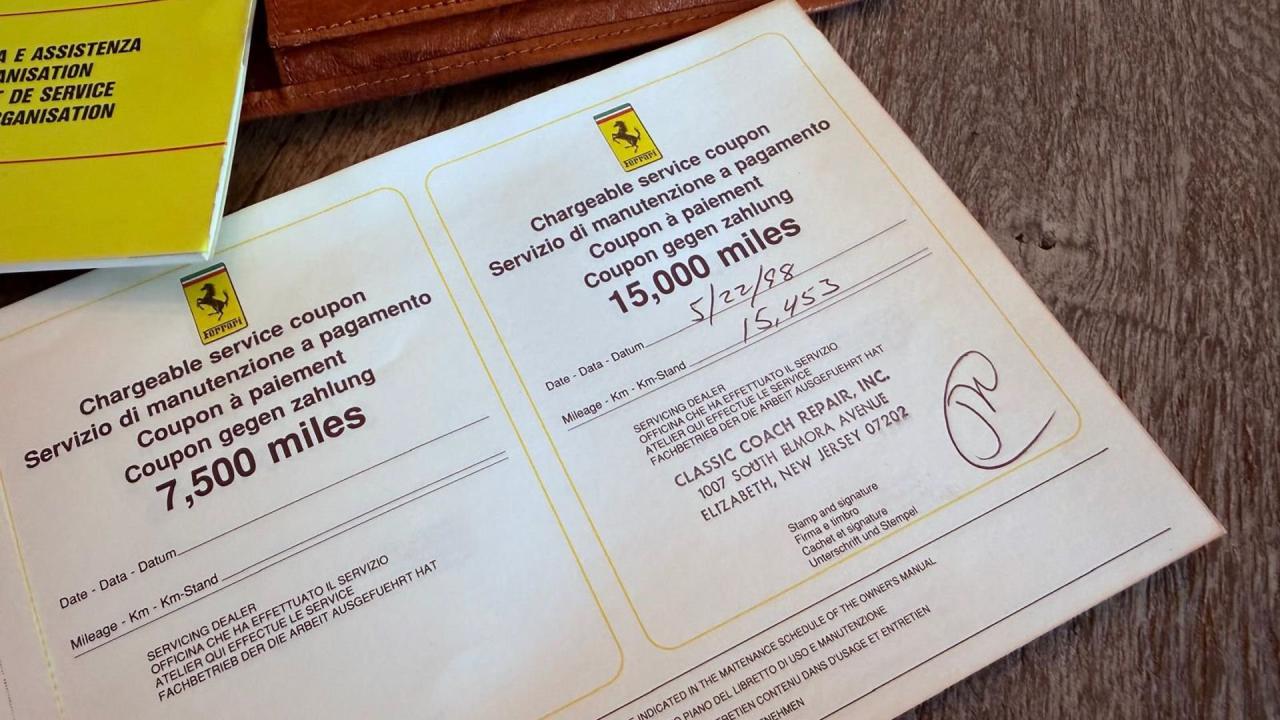 A E ASSISTENZA
ANISATION
T DE SERVICE
GANISATION
Ferrari
Chargeable service coupon
Servizio di manutenzione a pagamento
Coupon à paiement
Coupon gegen zahlung
7,500 miles
Date - Data - Datum
Mileage - Km - Km-Stand
SERVICING DEALER
OFFICINA CHE HA EFFETTUATO IL SERVIZIO
ATELIER QUI EFFECTUE LE SERVICE
FACHBETRIEB DER DIE ARBEIT AUSGEFUEHRT HAT
Ferrari
Chargeable service coupon
Servizio di manutenzione a pagamento
Coupon à paiement
Coupon gegen zahlung
15,000 miles
Date - Data - Datum 5/22/98
Mileage - Km - Km-Stand 15,453
SERVICING DEALER
OFFICINA CHE HA EFFETTUATO IL SERVIZIO
ATELIER QUI EFFECTUE LE SERVICE
FACHBETRIEB DER DIE ARBEIT AUSGEFUEHRT HAT
CLASSIC COACH REPAIR, INC.
1007 SOUTH ELMORA AVENUE
ELIZABETH, NEW JERSEY 07202
Stamp and signature
Firma e timbro
Cachet et signature
Unterschrift und Stempel
E INDICATED IN THE MAITENANCE SCHEDULE OF THE OWNER'S MANUAL
PIANO DEL LIBRETTO DI USO E MANUTENZIONE
TRETIEN CONTENU DANS D'USAGE ET ENTRETIEN
NEHMEN